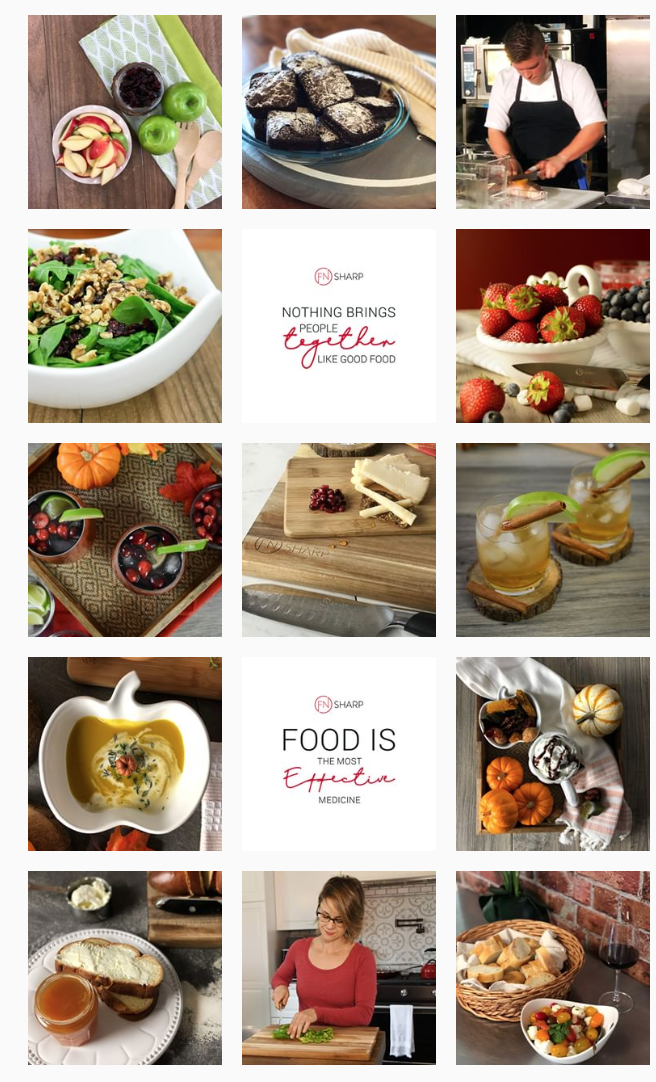 FN SHARP
NOTHING BRINGS
PEOPLE
together
LIKE GOOD FOOD
FN SHARP
FN SHARP
FOOD IS
THE MOST
Effective
MEDICINE